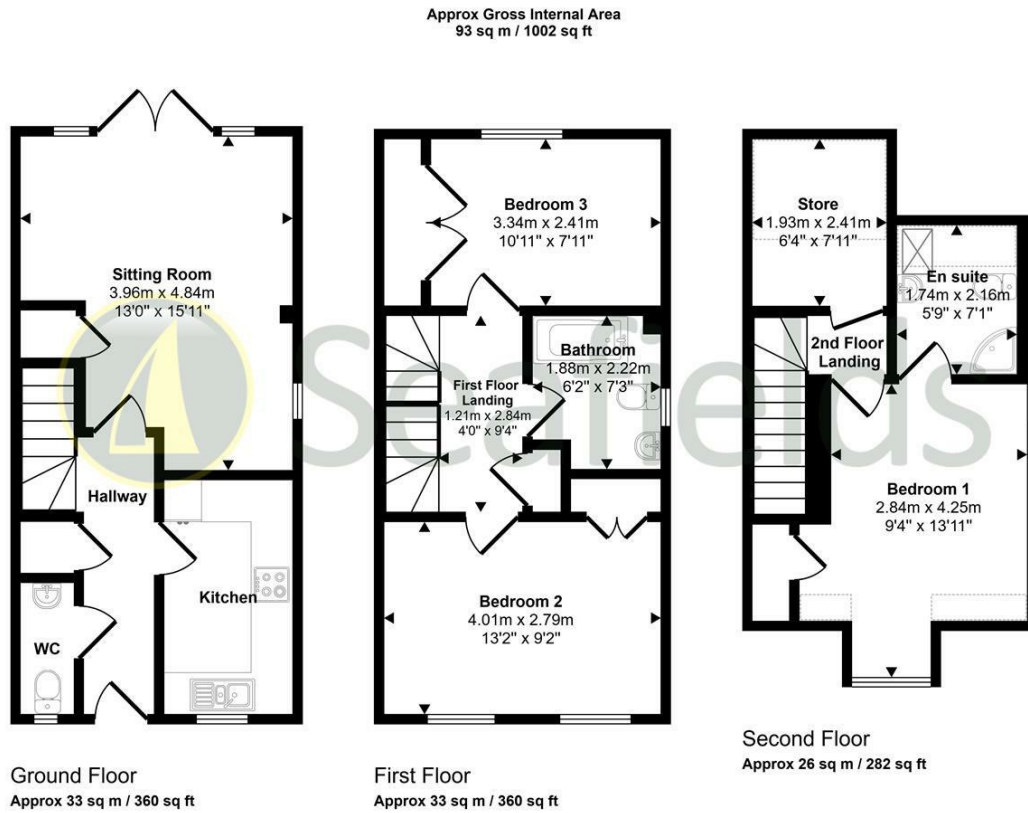 Approx Gross Internal Area
93 sq m / 1002 sq ft
Sitting Room
3.96m x 4.84m
13'0" x 15'11"
Hallway
Kitchen
WC
Ground Floor
Approx 33 sq m / 360 sq ft
Bedroom 3
3.34m x 2.41m
10'11" x 7'11"
Bathroom
1.88m x 2.22m
6'2" x 7'3"
First Floor
Landing
1.21m x 2.84m
4'0" x 9'4"
Bedroom 2
4.01m x 2.79m
13'2" x 9'2"
First Floor
Approx 33 sq m / 360 sq ft
Store
1.93m x 2.41m
6'4" x 7'11"
En suite
1.74m x 2.16m
5'9" x 7'1"
2nd Floor
Landing
Bedroom 1
2.84m x 4.25m
9'4" x 13'11"
Second Floor
Approx 26 sq m / 282 sq ft
Seafields